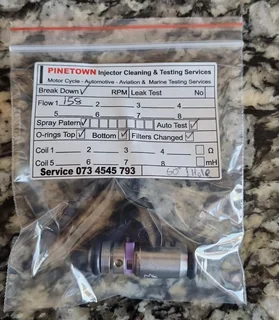 PINETOWN Injector Cleaning & Testing Services
Motor Cycle - Automotive - Aviation & Marine Testing Services
Break Down ✓ RPM Leak Test No
Flow 1 158 2 3 4
5 6 7 8
Spray Patern ✓ Auto Test ✓
O-rings Top ✓ Bottom ✓ Filters Changed ✓
Coil 1 2 3 4 Ω
Coil 5 6 7 8 mH
Service 073 4545 793